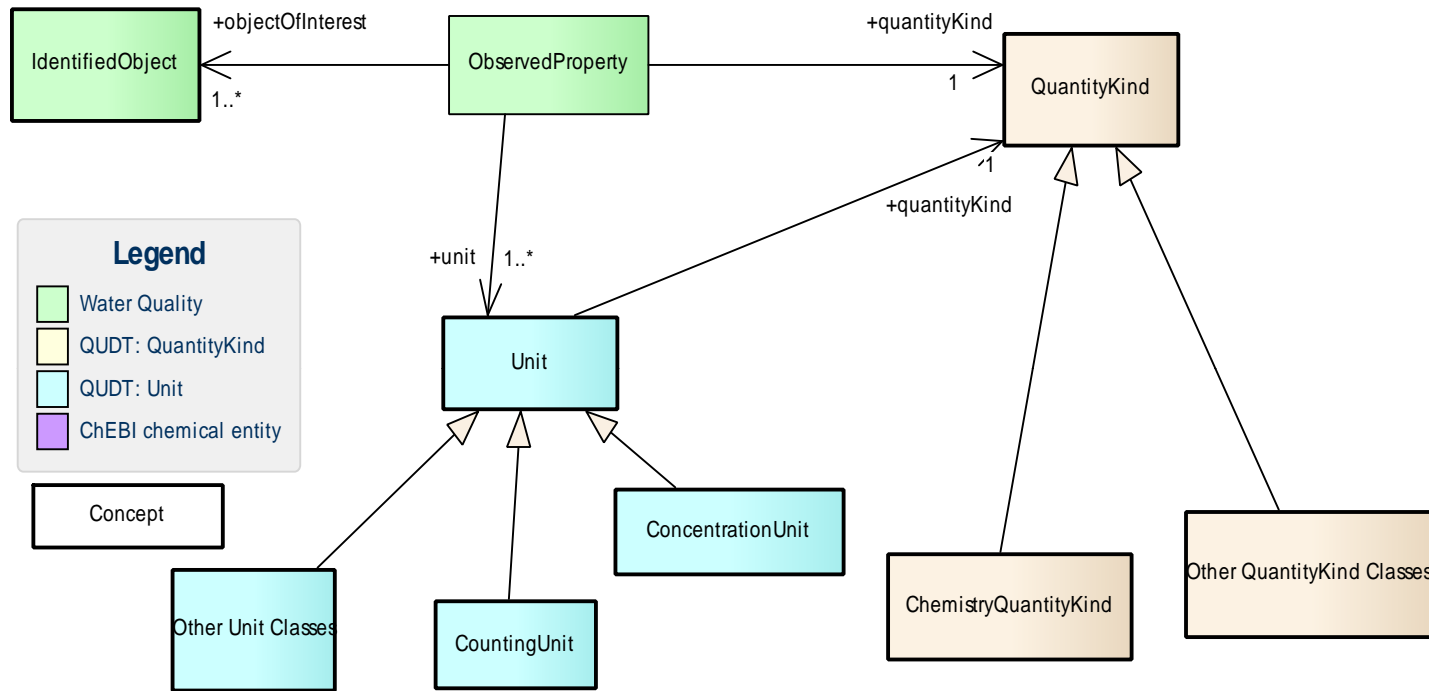 +objectOfInterest
+quantityKind
IdentifiedObject
ObservedProperty
QuantityKind
1..*
1
1
+quantityKind
Legend
Water Quality
QUDT: QuantityKind
QUDT: Unit
ChEBI chemical entity
+unit
1..*
Unit
Concept
ConcentrationUnit
Other Unit Classes
CountingUnit
ChemistryQuantityKind
Other QuantityKind Classes